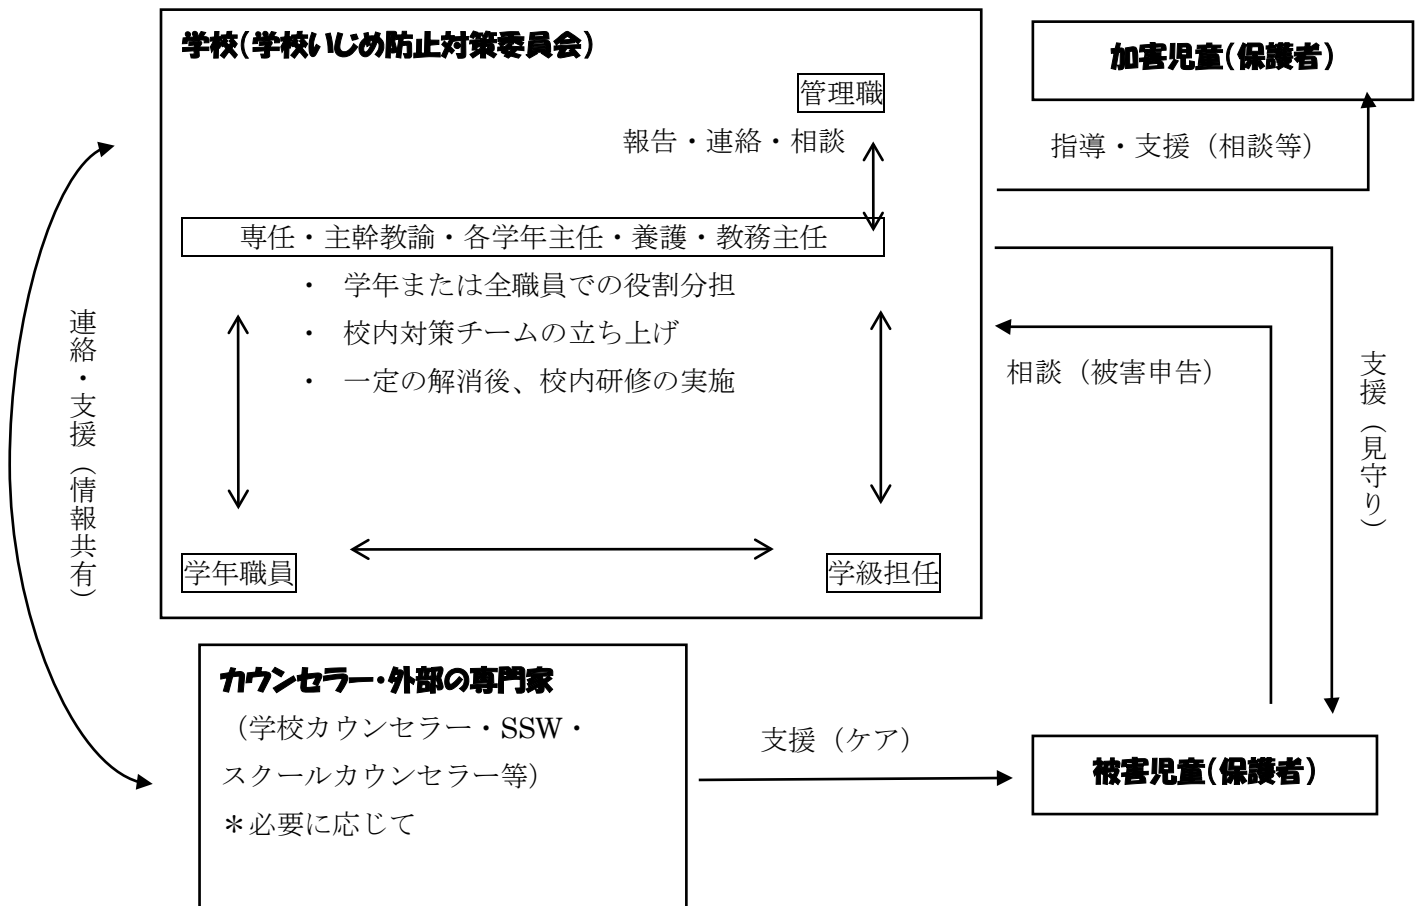 学校(学校いじめ防止対策委員会)
管理職
報告・連絡・相談
専任・主幹教諭・各学年主任・養護・教務主任
・ 学年または全職員での役割分担
・ 校内対策チームの立ち上げ
・ 一定の解消後、校内研修の実施
学年職員
学級担任
連絡・支援（情報共有）
加害児童(保護者)
指導・支援（相談等）
相談（被害申告）
支援（見守り）
カウンセラー・外部の専門家
（学校カウンセラー・SSW・
スクールカウンセラー等）
＊必要に応じて
支援（ケア）
被害児童(保護者)